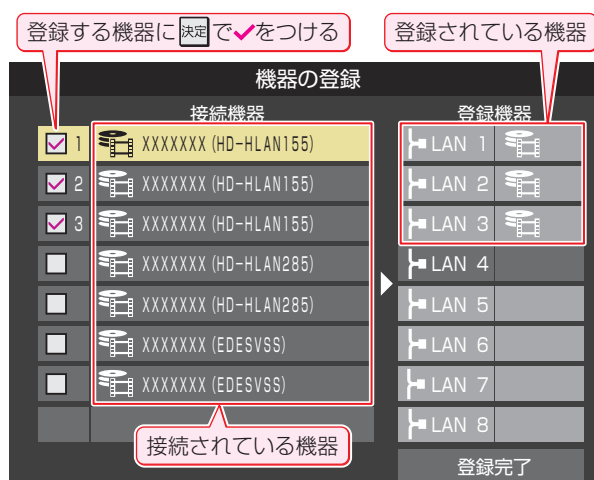 登録する機器に決定で✓をつける
登録されている機器
機器の登録
接続機器
登録機器
1 XXXXXXX (HD-HLAN155)
LAN 1
2 XXXXXXX (HD-HLAN155)
LAN 2
3 XXXXXXX (HD-HLAN155)
LAN 3
XXXXXXX (HD-HLAN285)
LAN 4
XXXXXXX (HD-HLAN285)
LAN 5
XXXXXXX (EDESVSS)
LAN 6
XXXXXXX (EDESVSS)
LAN 7
LAN 8
接続されている機器
登録完了